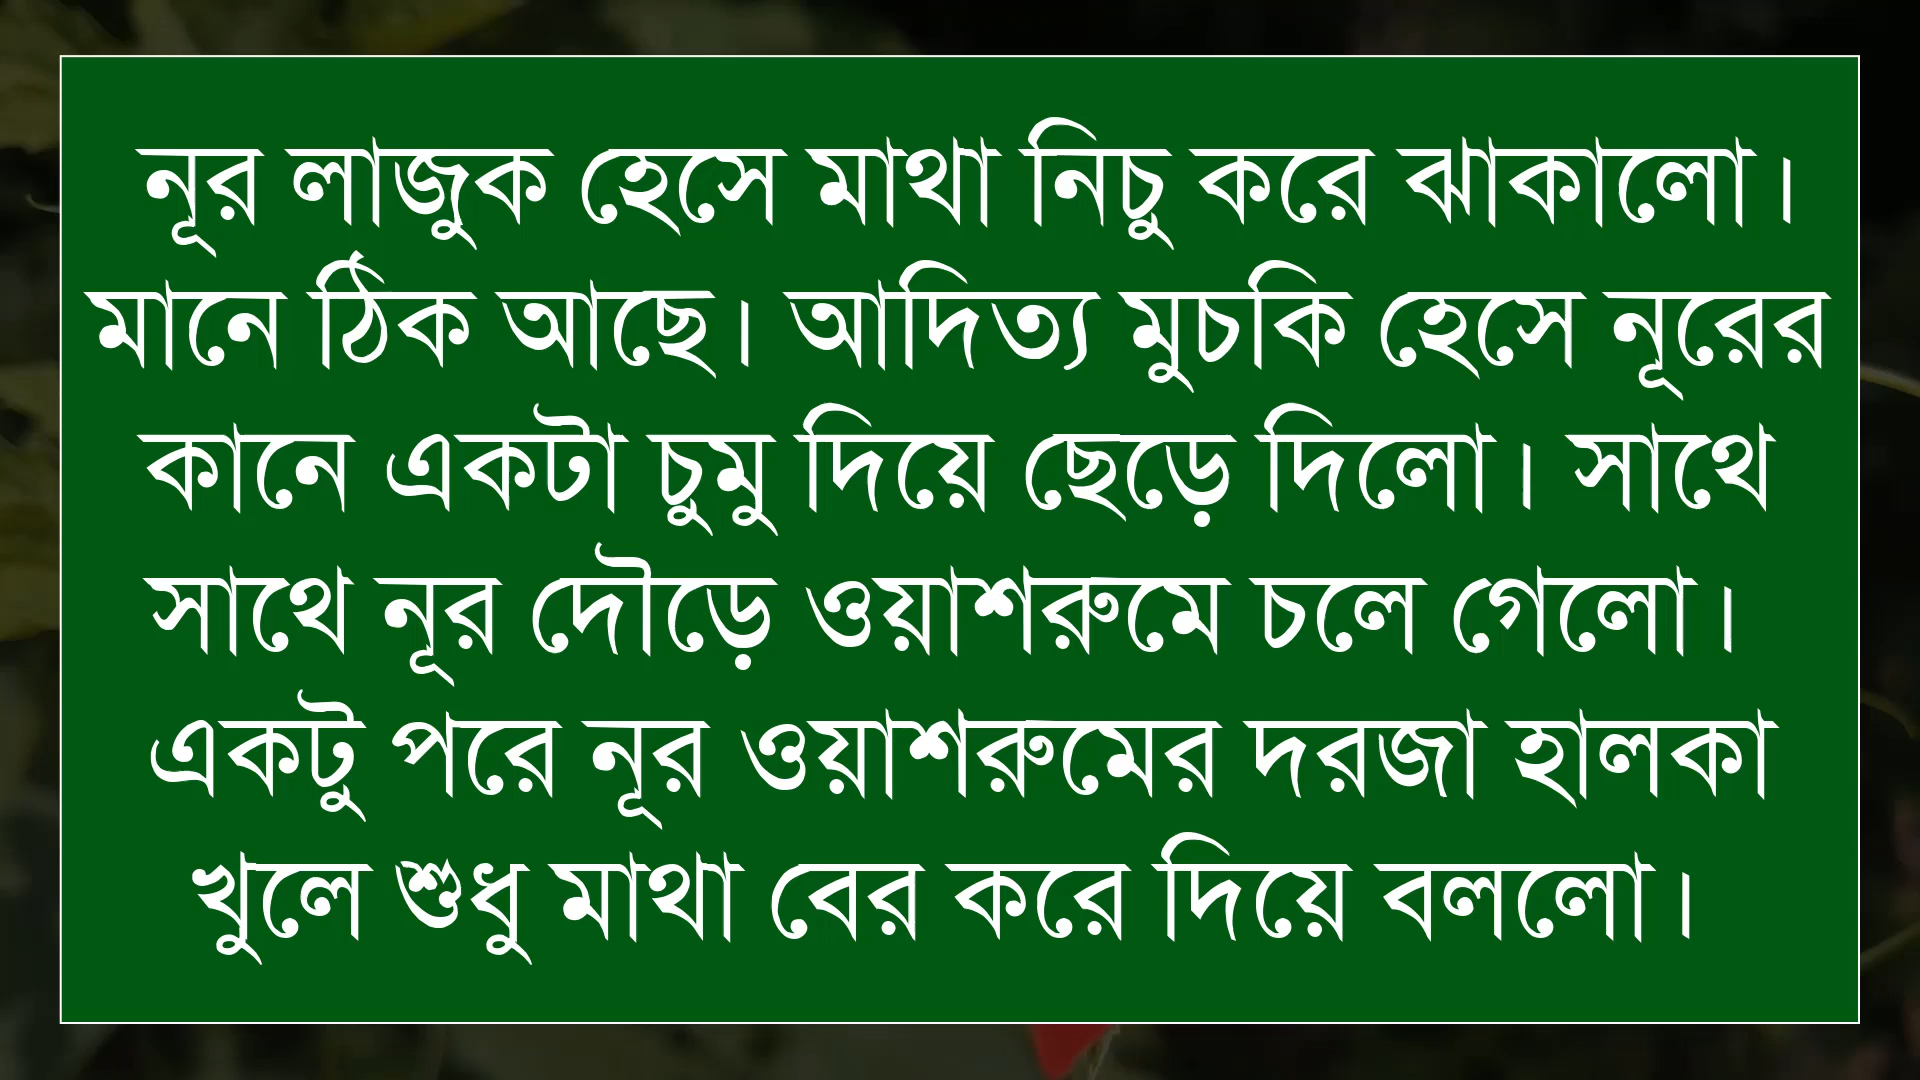 নূর লাজুক হেসে মাথা নিচু করে ঝাকালো।
মানে ঠিক আছে। আদিত্য মুচকি হেসে নূরের
কানে একটা চুমু দিয়ে ছেড়ে দিলো। সাথে
সাথে নূর দৌড়ে ওয়াশরুমে চলে গেলো।
একটু পরে নূর ওয়াশরুমের দরজা হালকা
খুলে শুধু মাথা বের করে দিয়ে বললো।